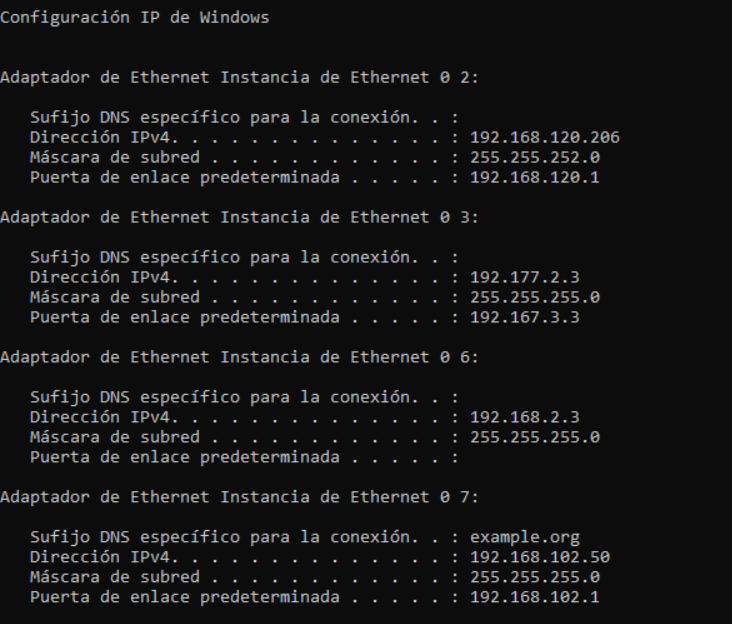 Configuración IP de Windows
Adaptador de Ethernet Instancia de Ethernet 0 2:
Sufijo DNS específico para la conexión. . :
Dirección IPv4. . . . . . . . . . . . . . : 192.168.120.206
Máscara de subred . . . . . . . . . . . . : 255.255.252.0
Puerta de enlace predeterminada . . . . . : 192.168.120.1
Adaptador de Ethernet Instancia de Ethernet 0 3:
Sufijo DNS específico para la conexión. . :
Dirección IPv4. . . . . . . . . . . . . . : 192.177.2.3
Máscara de subred . . . . . . . . . . . . : 255.255.255.0
Puerta de enlace predeterminada . . . . . : 192.167.3.3
Adaptador de Ethernet Instancia de Ethernet 0 6:
Sufijo DNS específico para la conexión. . :
Dirección IPv4. . . . . . . . . . . . . . : 192.168.2.3
Máscara de subred . . . . . . . . . . . . : 255.255.255.0
Puerta de enlace predeterminada . . . . . :
Adaptador de Ethernet Instancia de Ethernet 0 7:
Sufijo DNS específico para la conexión. . : example.org
Dirección IPv4. . . . . . . . . . . . . . : 192.168.102.50
Máscara de subred . . . . . . . . . . . . : 255.255.255.0
Puerta de enlace predeterminada . . . . . : 192.168.102.1